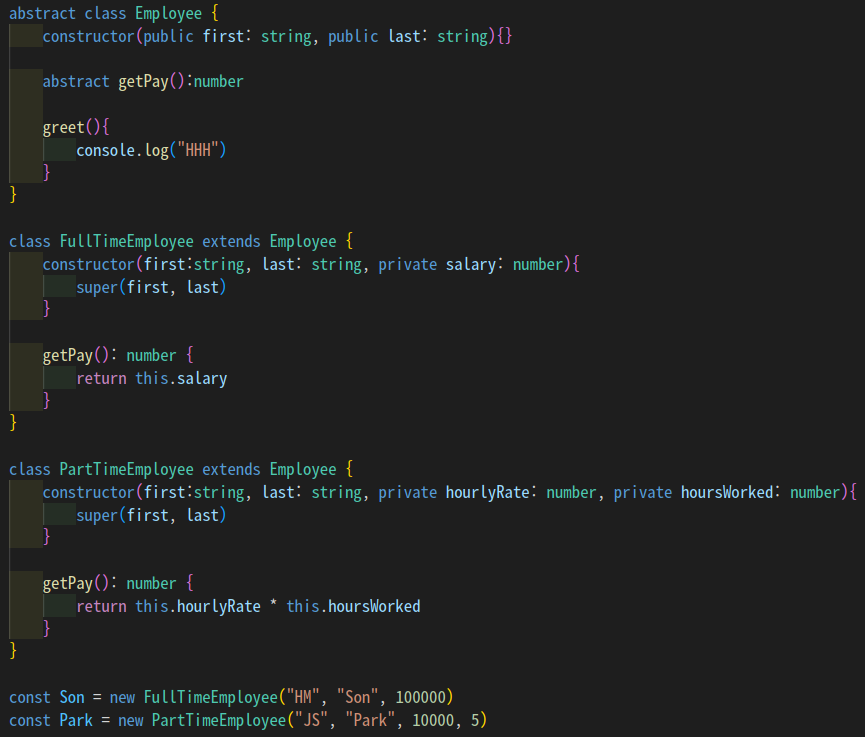 abstract class Employee {
    constructor(public first: string, public last: string){}

    abstract getPay():number

    greet(){
        console.log("HHH")
    }
}

class FullTimeEmployee extends Employee {
    constructor(first:string, last: string, private salary: number){
        super(first, last)
    }

    getPay(): number {
        return this.salary
    }
}

class PartTimeEmployee extends Employee {
    constructor(first:string, last: string, private hourlyRate: number, private hoursWorked: number){
        super(first, last)
    }

    getPay(): number {
        return this.hourlyRate * this.hoursWorked
    }
}

const Son = new FullTimeEmployee("HM", "Son", 100000)
const Park = new PartTimeEmployee("JS", "Park", 10000, 5)